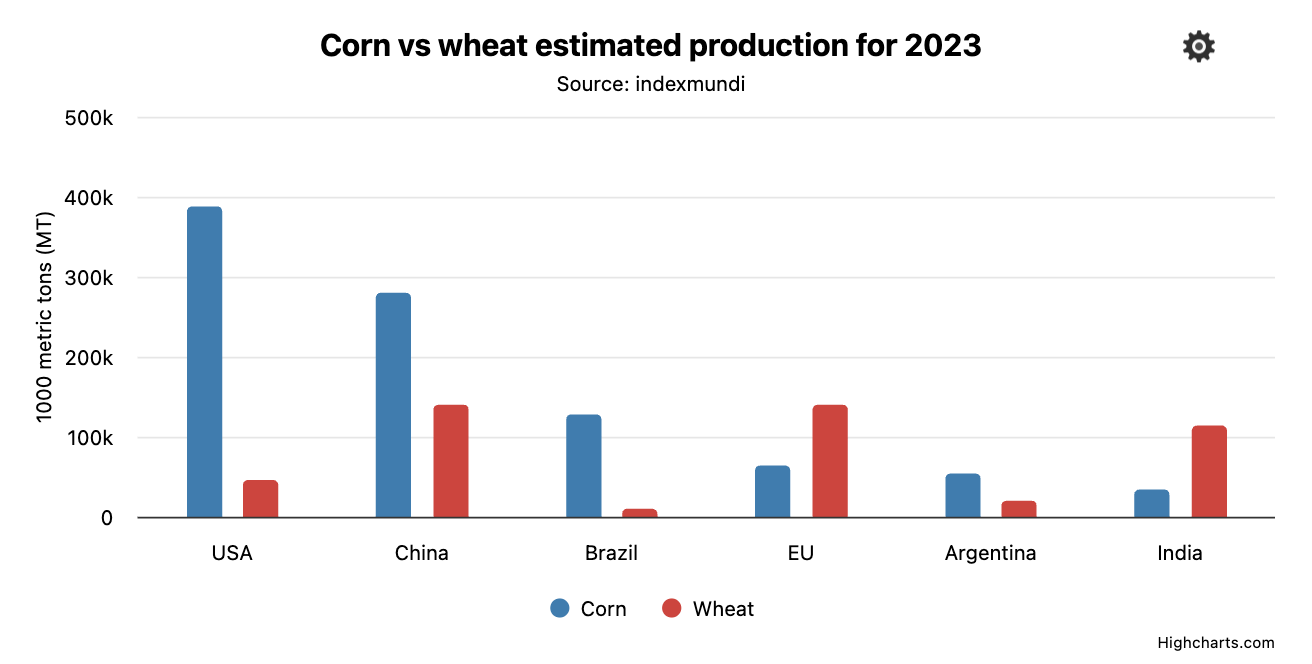 Corn vs wheat estimated production for 2023
Source: indexmundi
1000 metric tons (MT)
500k
400k
300k
200k
100k
0
USA
China
Brazil
EU
Argentina
India
Corn
Wheat
Highcharts.com